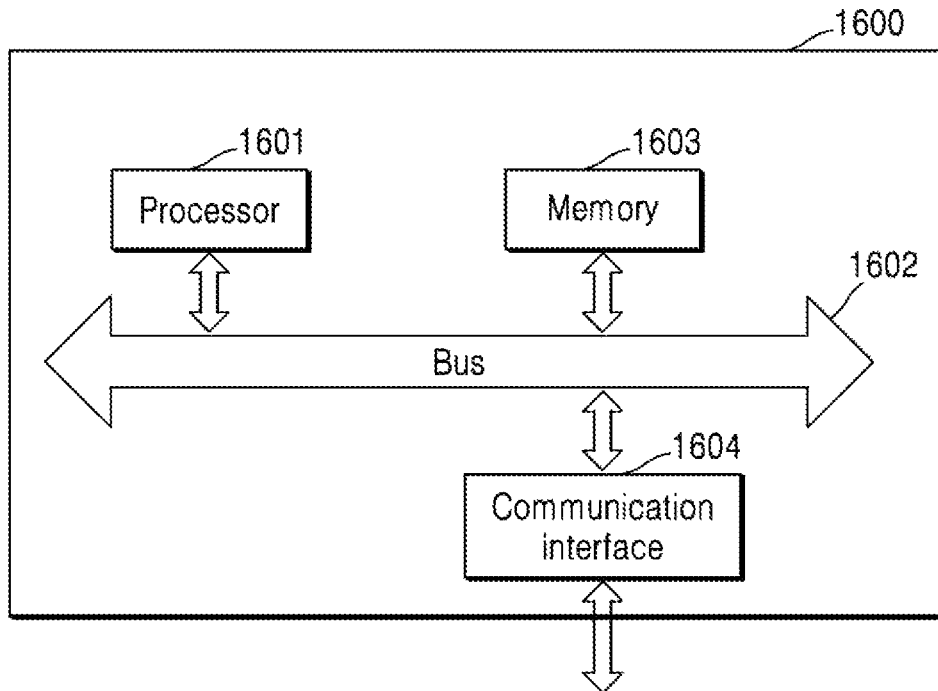 1600
1601
1603
Processor
Memory
1602
Bus
1604
Communication
interface